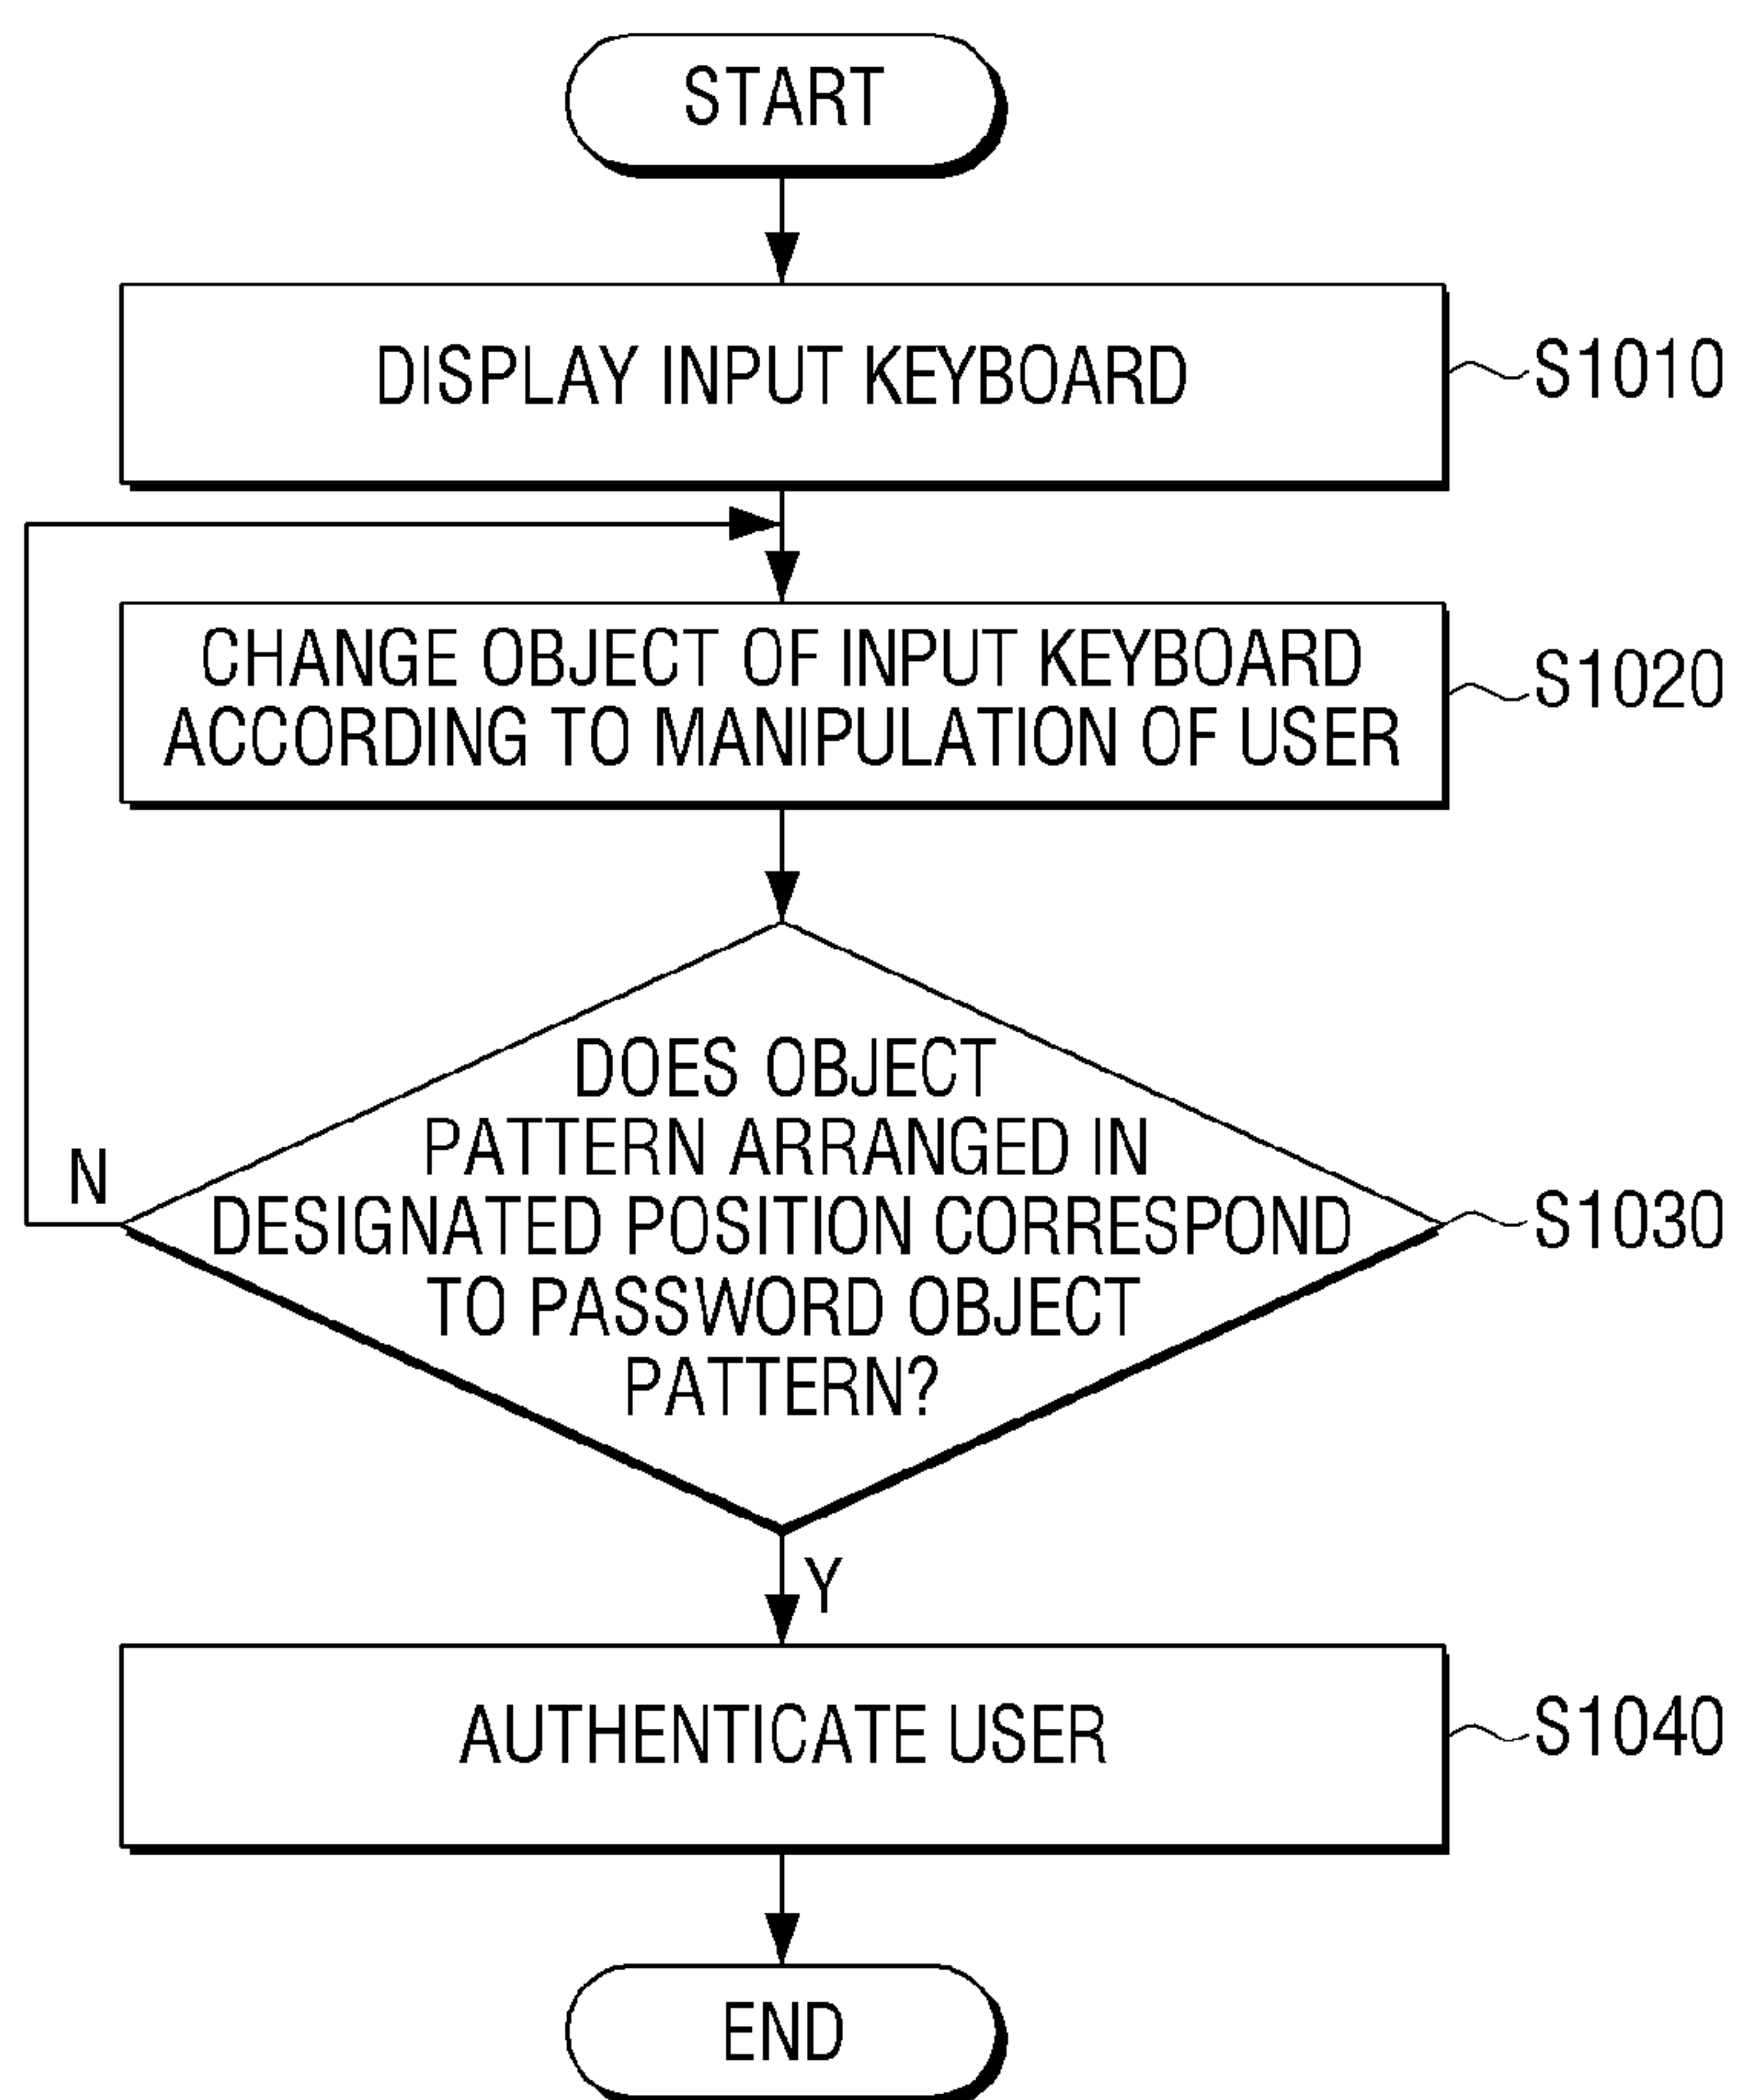 START
DISPLAY INPUT KEYBOARD
S1010
CHANGE OBJECT OF INPUT KEYBOARD
ACCORDING TO MANIPULATION OF USER
S1020
DOES OBJECT
PATTERN ARRANGED IN
DESIGNATED POSITION CORRESPOND
TO PASSWORD OBJECT
PATTERN?
S1030
N
Y
AUTHENTICATE USER
S1040
END